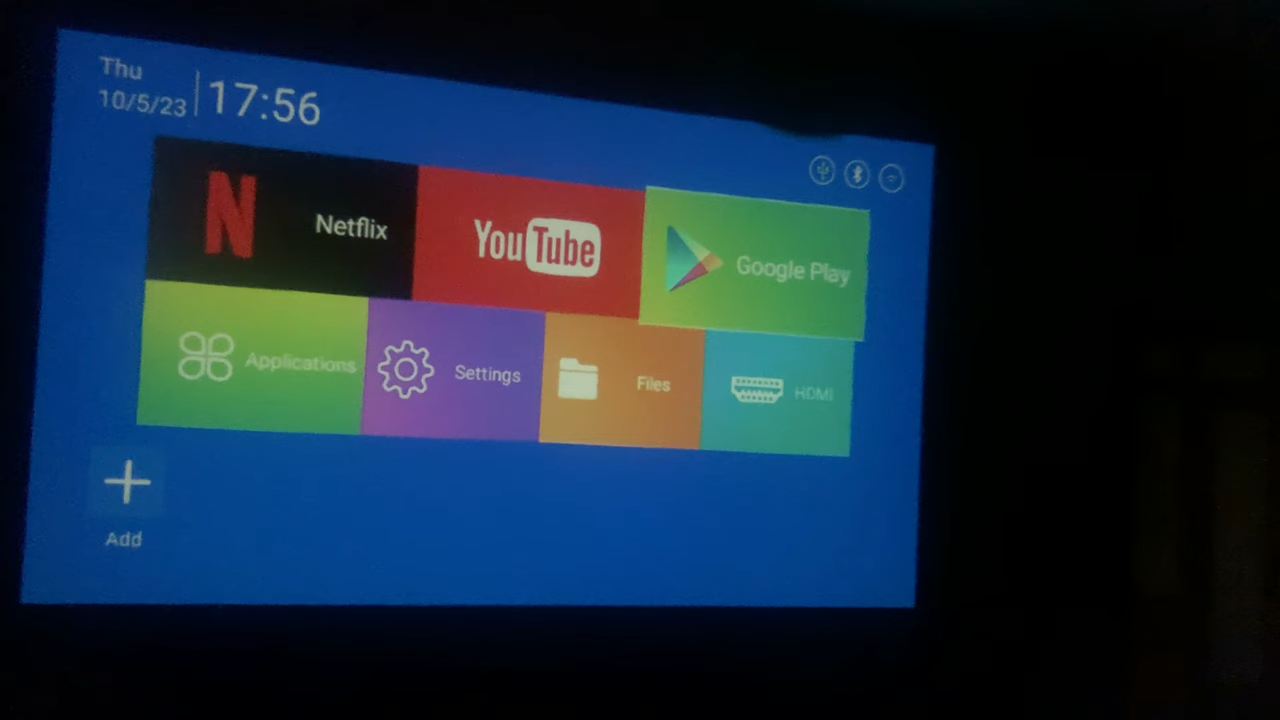 Thu
10/5/23
17:56
N Netflix
YouTube
Google Play
Applications
Settings
Files
HDMI
Add